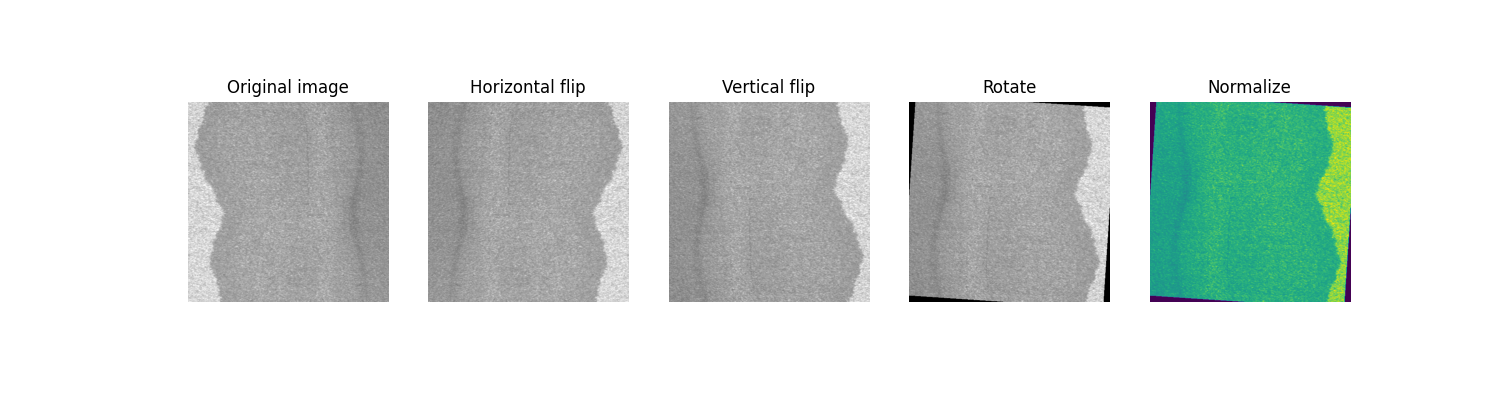 Original image
Horizontal flip
Vertical flip
Rotate
Normalize